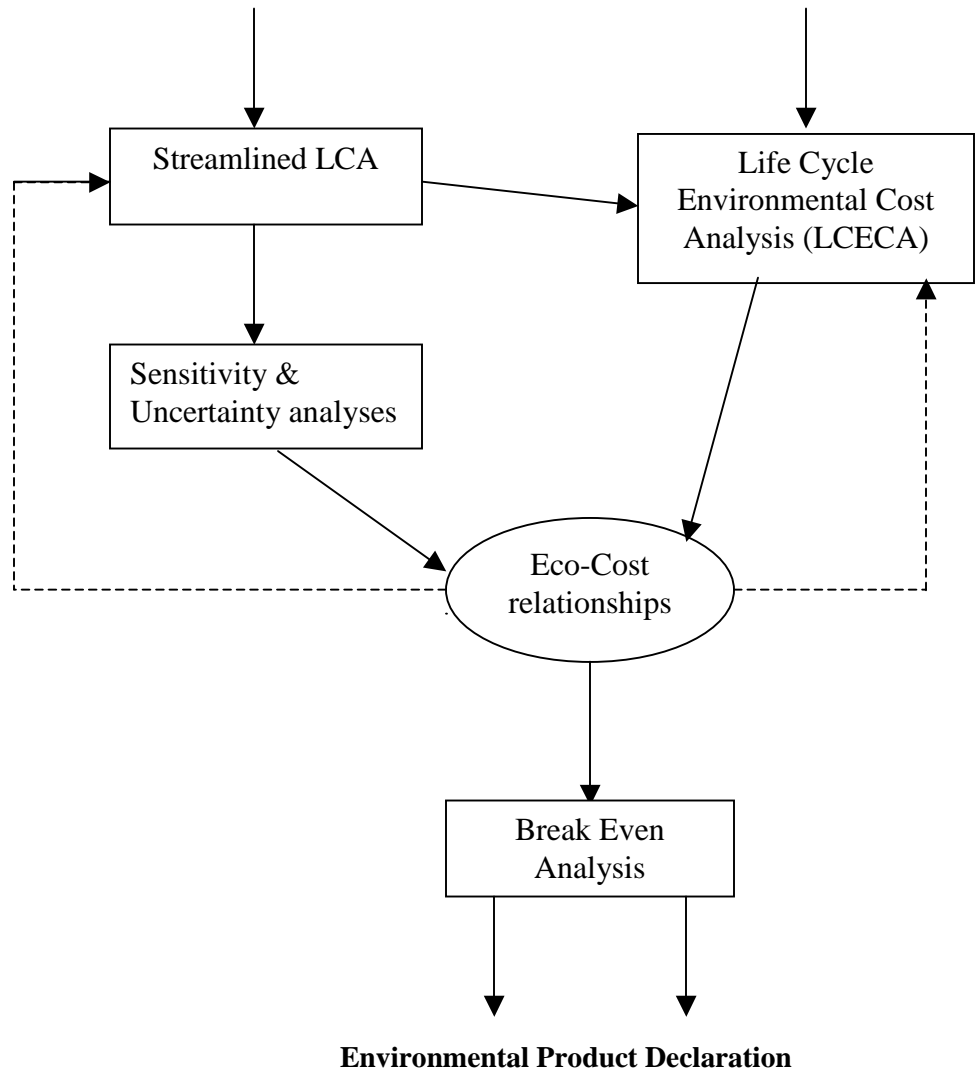 Streamlined LCA
Life Cycle
Environmental Cost
Analysis (LCECA)
Sensitivity &
Uncertainty analyses
Eco-Cost
relationships
Break Even
Analysis
Environmental Product Declaration